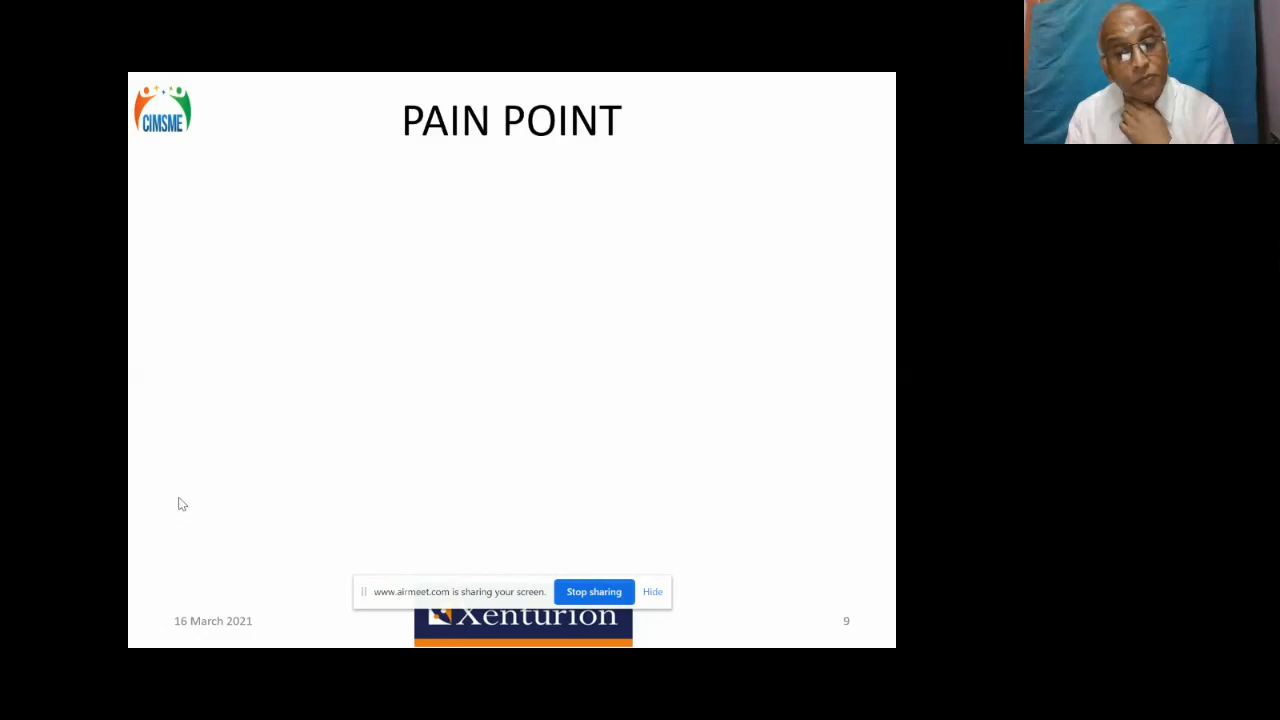 CIMSME
PAIN POINT
www.airmeet.com is sharing your screen.
Stop sharing
Hide
16 March 2021
Xenturion
9